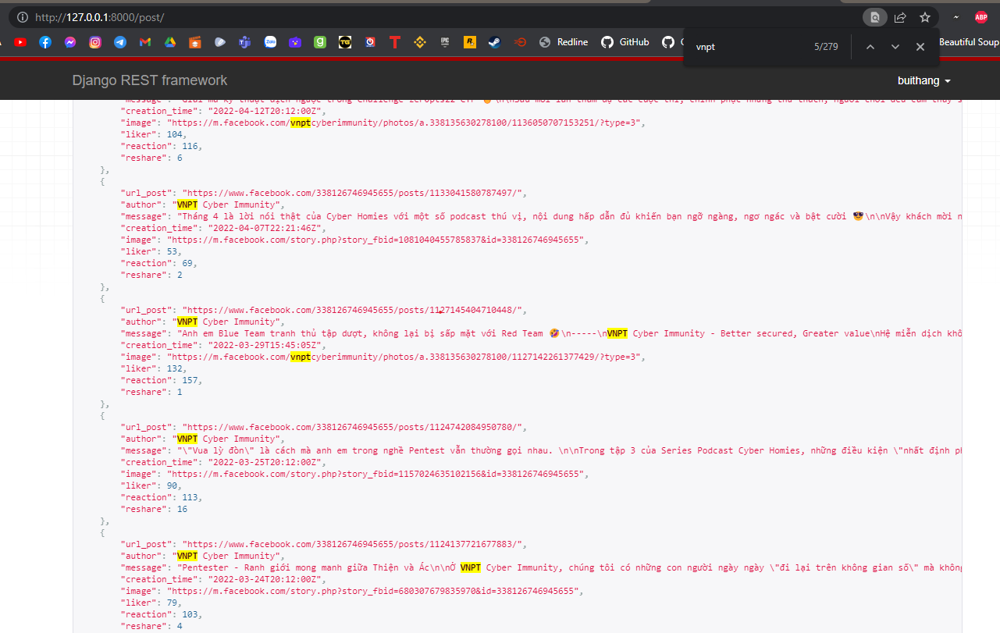 http://127.0.0.1:8000/post/
ABP
Redline
GitHub
Beautiful Soup
vnpt
5/279
Django REST framework
buithang
"creation_time": "2022-04-12T20:12:00Z",
"image": "https://m.facebook.com/vnptcyberimmunity/photos/a.338135630278100/1136050707153251/?type=3",
"liker": 104,
"reaction": 116,
"reshare": 6
},
{
"url_post": "https://www.facebook.com/338126746945655/posts/1133041580787497/",
"author": "VNPT Cyber Immunity",
"message": "Tháng 4 là lời nói thật của Cyber Homies với một số podcast thú vị, nội dung hấp dẫn đủ khiến bạn ngỡ ngàng, ngơ ngác và bật cười 😎\n\nVậy khách mời n
"creation_time": "2022-04-07T22:21:46Z",
"image": "https://m.facebook.com/story.php?story_fbid=1081040455785837&id=338126746945655",
"liker": 53,
"reaction": 69,
"reshare": 2
},
{
"url_post": "https://www.facebook.com/338126746945655/posts/1127145404710448/",
"author": "VNPT Cyber Immunity",
"message": "Anh em Blue Team tranh thủ tập dượt, không lại bị sấp mặt với Red Team 🤣\n-----\nVNPT Cyber Immunity - Better secured, Greater value\nHệ miễn dịch khô
"creation_time": "2022-03-29T15:45:05Z",
"image": "https://m.facebook.com/vnptcyberimmunity/photos/a.338135630278100/1127142261377429/?type=3",
"liker": 132,
"reaction": 157,
"reshare": 1
},
{
"url_post": "https://www.facebook.com/338126746945655/posts/1124742084950780/",
"author": "VNPT Cyber Immunity",
"message": "\"Vua lỳ đòn\" là cách mà anh em trong nghề Pentest vẫn thường gọi nhau. \n\nTrong tập 3 của Series Podcast Cyber Homies, những điều kiện \"nhất định ph
"creation_time": "2022-03-25T20:12:00Z",
"image": "https://m.facebook.com/story.php?story_fbid=1157024635102156&id=338126746945655",
"liker": 90,
"reaction": 113,
"reshare": 16
},
{
"url_post": "https://www.facebook.com/338126746945655/posts/1124137721677883/",
"author": "VNPT Cyber Immunity",
"message": "Pentester - Ranh giới mong manh giữa Thiện và Ác\n\nỞ VNPT Cyber Immunity, chúng tôi có những con người ngày ngày \"đi lại trên không gian số\" mà khôn
"creation_time": "2022-03-24T20:12:00Z",
"image": "https://m.facebook.com/story.php?story_fbid=680307679835970&id=338126746945655",
"liker": 79,
"reaction": 103,
"reshare": 4